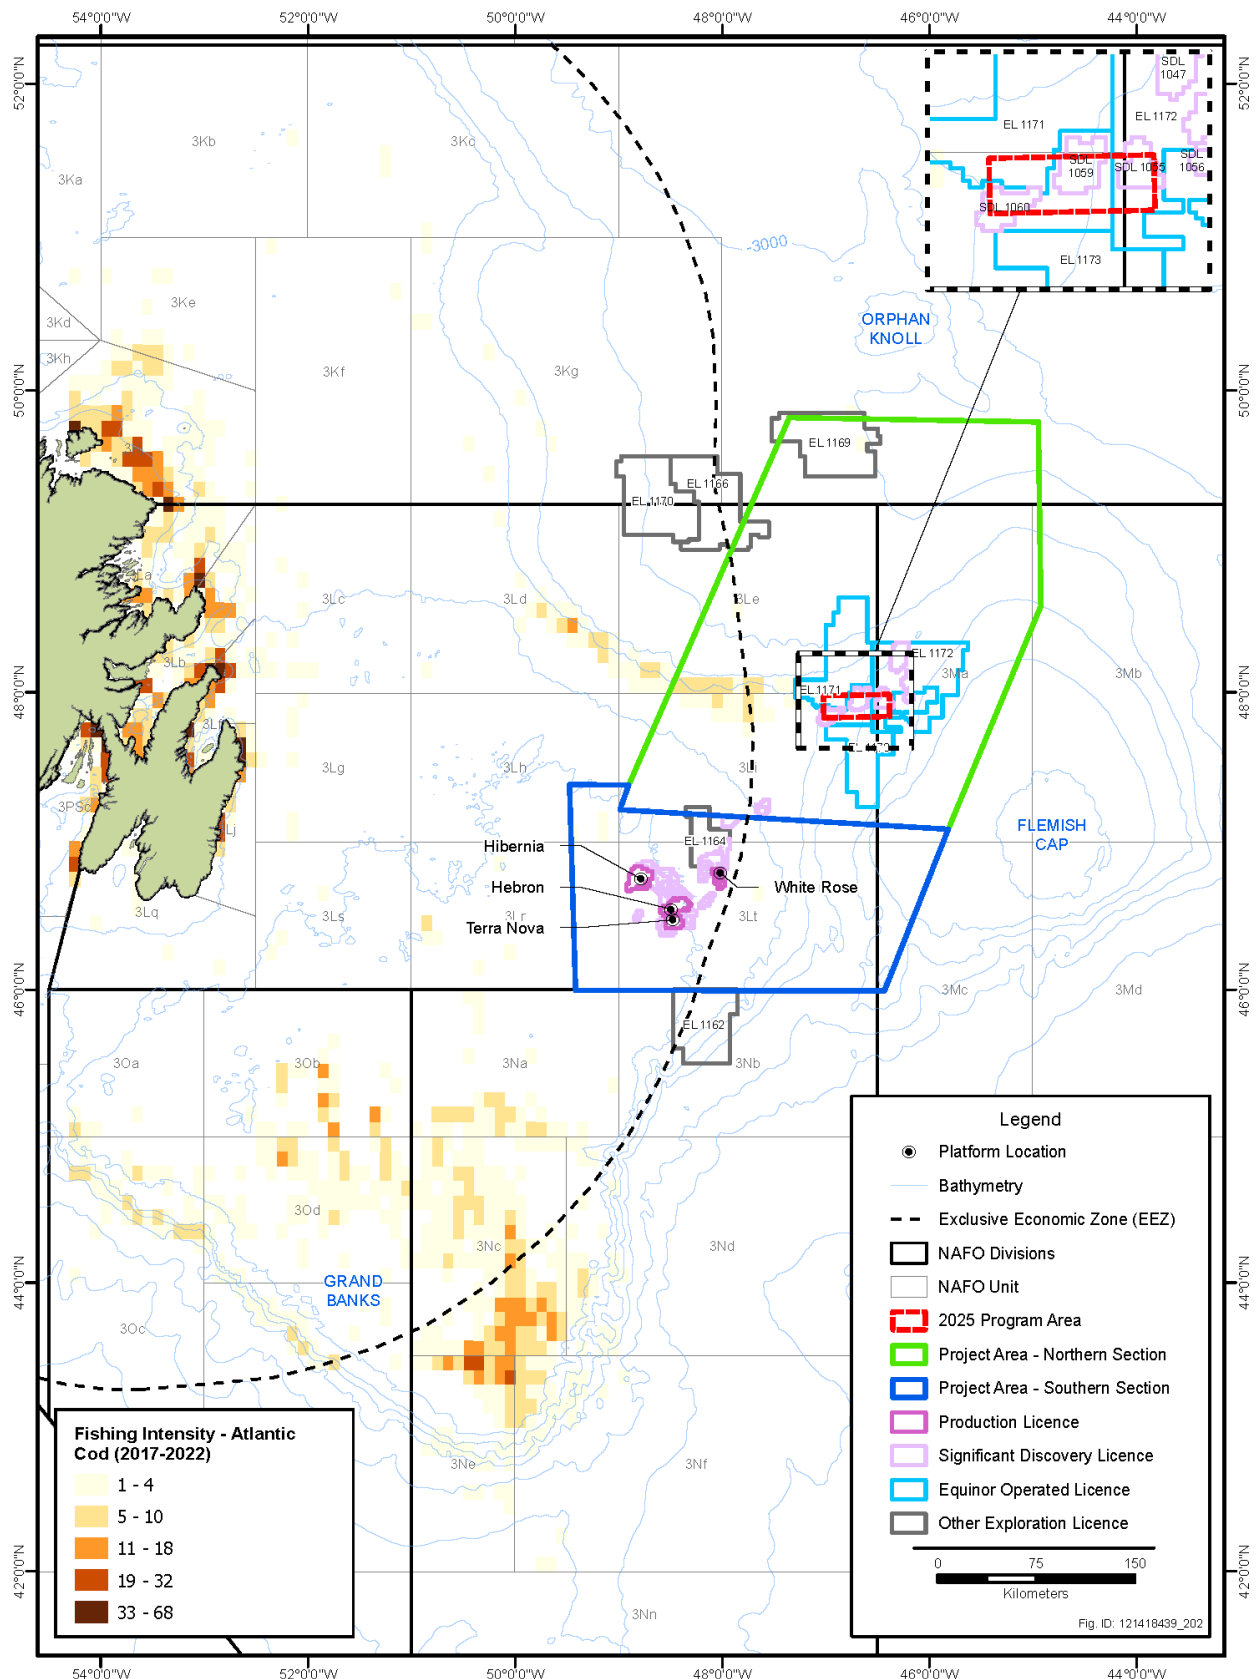 54°0'0"W
52°0'0"W
50°0'0"W
48°0'0"W
46°0'0"W
44°0'0"W
52°0'0"N
52°0'0"N
SDL
1047
EL 1171
EL 1172
SDL
1059
SDL 1055
SDL
1056
SDL 1060
EL 1173
3Kb
3Kc
3Ka
-3000
3Ke
3Kd
3Kh
3Kf
3Kg
ORPHAN
KNOLL
50°0'0"N
50°0'0"N
EL 1169
EL 1166
EL 1170
3La
3Lc
3Ld
3Le
3Lb
EL 1172
3Ma
3Mb
EL 1171
48°0'0"N
48°0'0"N
3Lf
3Lg
3Lh
3Li
EL 1173
3PSc
3Lj
FLEMISH
CAP
EL 1164
Hibernia
Hebron
White Rose
Terra Nova
3Lq
3Ls
3Lr
3Lt
46°0'0"N
46°0'0"N
3Mc
3Md
EL 1162
3Oa
3Ob
3Na
3Nb
3Od
3Nc
3Nd
GRAND
BANKS
44°0'0"N
44°0'0"N
3Oc
3Ne
3Nf
3Nn
42°0'0"N
42°0'0"N
Fishing Intensity - Atlantic
Cod (2017-2022)
1 - 4
5 - 10
11 - 18
19 - 32
33 - 68
Legend
Platform Location
Bathymetry
Exclusive Economic Zone (EEZ)
NAFO Divisions
NAFO Unit
2025 Program Area
Project Area - Northern Section
Project Area - Southern Section
Production Licence
Significant Discovery Licence
Equinor Operated Licence
Other Exploration Licence
0 75 150
Kilometers
Fig. ID: 121418439_202
54°0'0"W
52°0'0"W
50°0'0"W
48°0'0"W
46°0'0"W
44°0'0"W